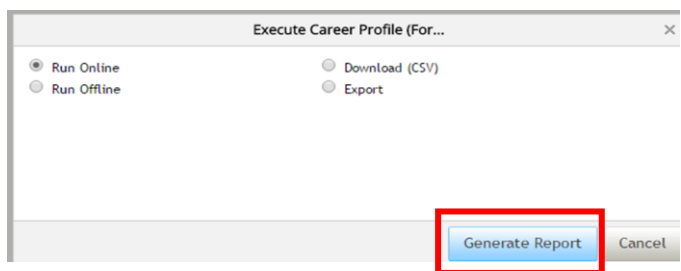 Execute Career Profile (For...
Run Online
Download (CSV)
Run Offline
Export
Generate Report
Cancel